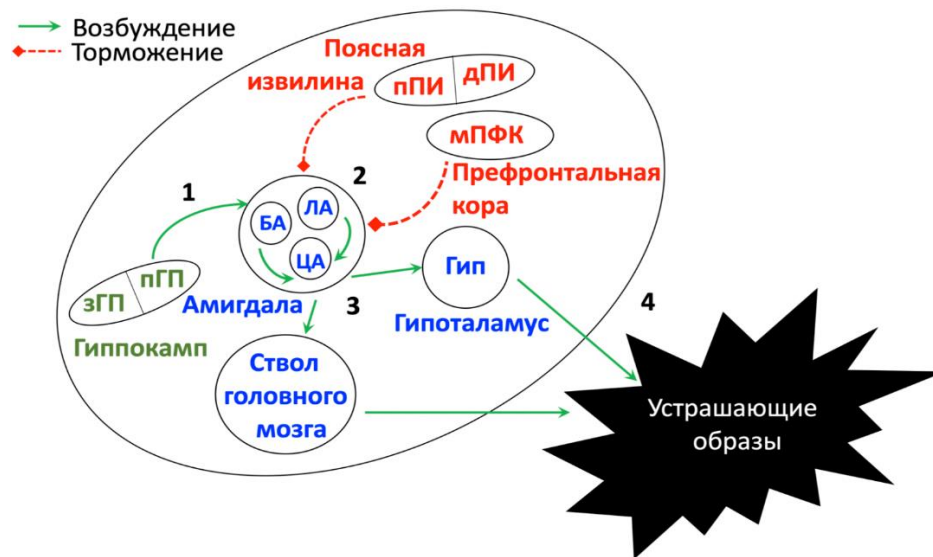 Возбуждение
Торможение
Поясная
извилина
пПИ дПИ
мПФК
Префронтальная
кора
1
2
БА
ЛА
ЦА
зГП пГП
Гиппокамп
Амигдала
3
Гип
Гипоталамус
4
Ствол
головного
мозга
Устрашающие
образы